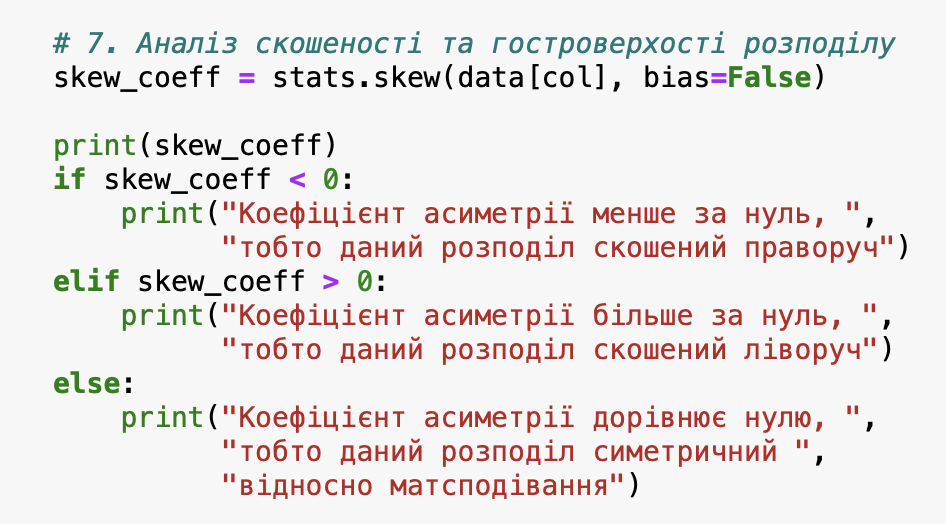 # 7. Аналіз скошеності та гостроверхості розподілу
skew_coeff = stats.skew(data[col], bias=False)
print(skew_coeff)
if skew_coeff < 0:
    print("Коефіцієнт асиметрії менше за нуль, ",
          "тобто даний розподіл скошений праворуч")
elif skew_coeff > 0:
    print("Коефіцієнт асиметрії більше за нуль, ",
          "тобто даний розподіл скошений ліворуч")
else:
    print("Коефіцієнт асиметрії дорівнює нулю, ",
          "тобто даний розподіл симетричний ",
          "відносно матсподівання")